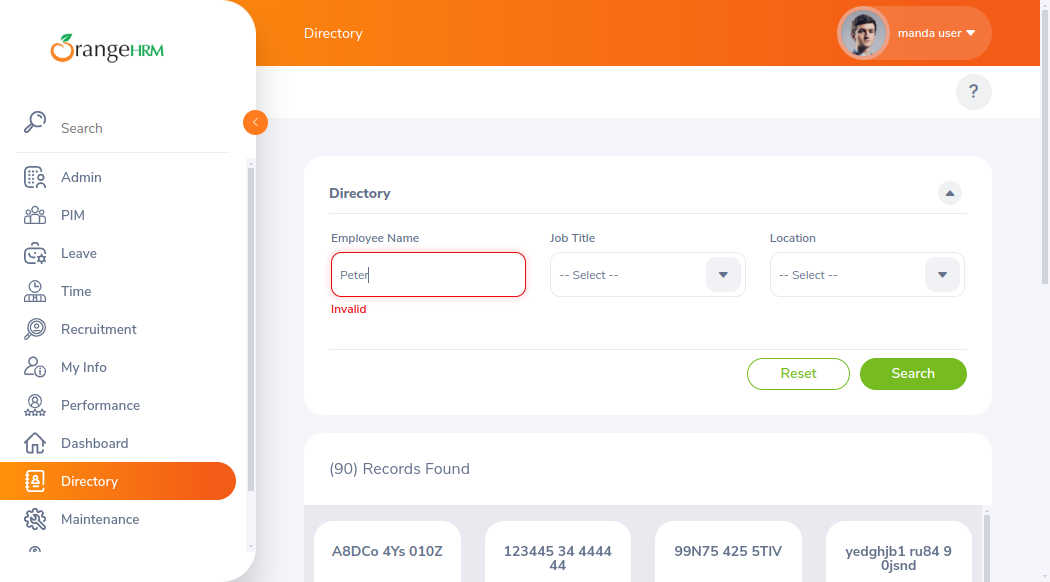 OrangeHRM
Directory
manda user
?
Search
Admin
PIM
Leave
Time
Recruitment
My Info
Performance
Dashboard
Directory
Maintenance
Directory
Employee Name
Job Title
Location
Peter
-- Select --
-- Select --
Invalid
Reset
Search
(90) Records Found
A8DCo 4Ys 010Z
123445 34 4444
44
99N75 425 5TIV
yedghjb1 ru84 9
0jsnd